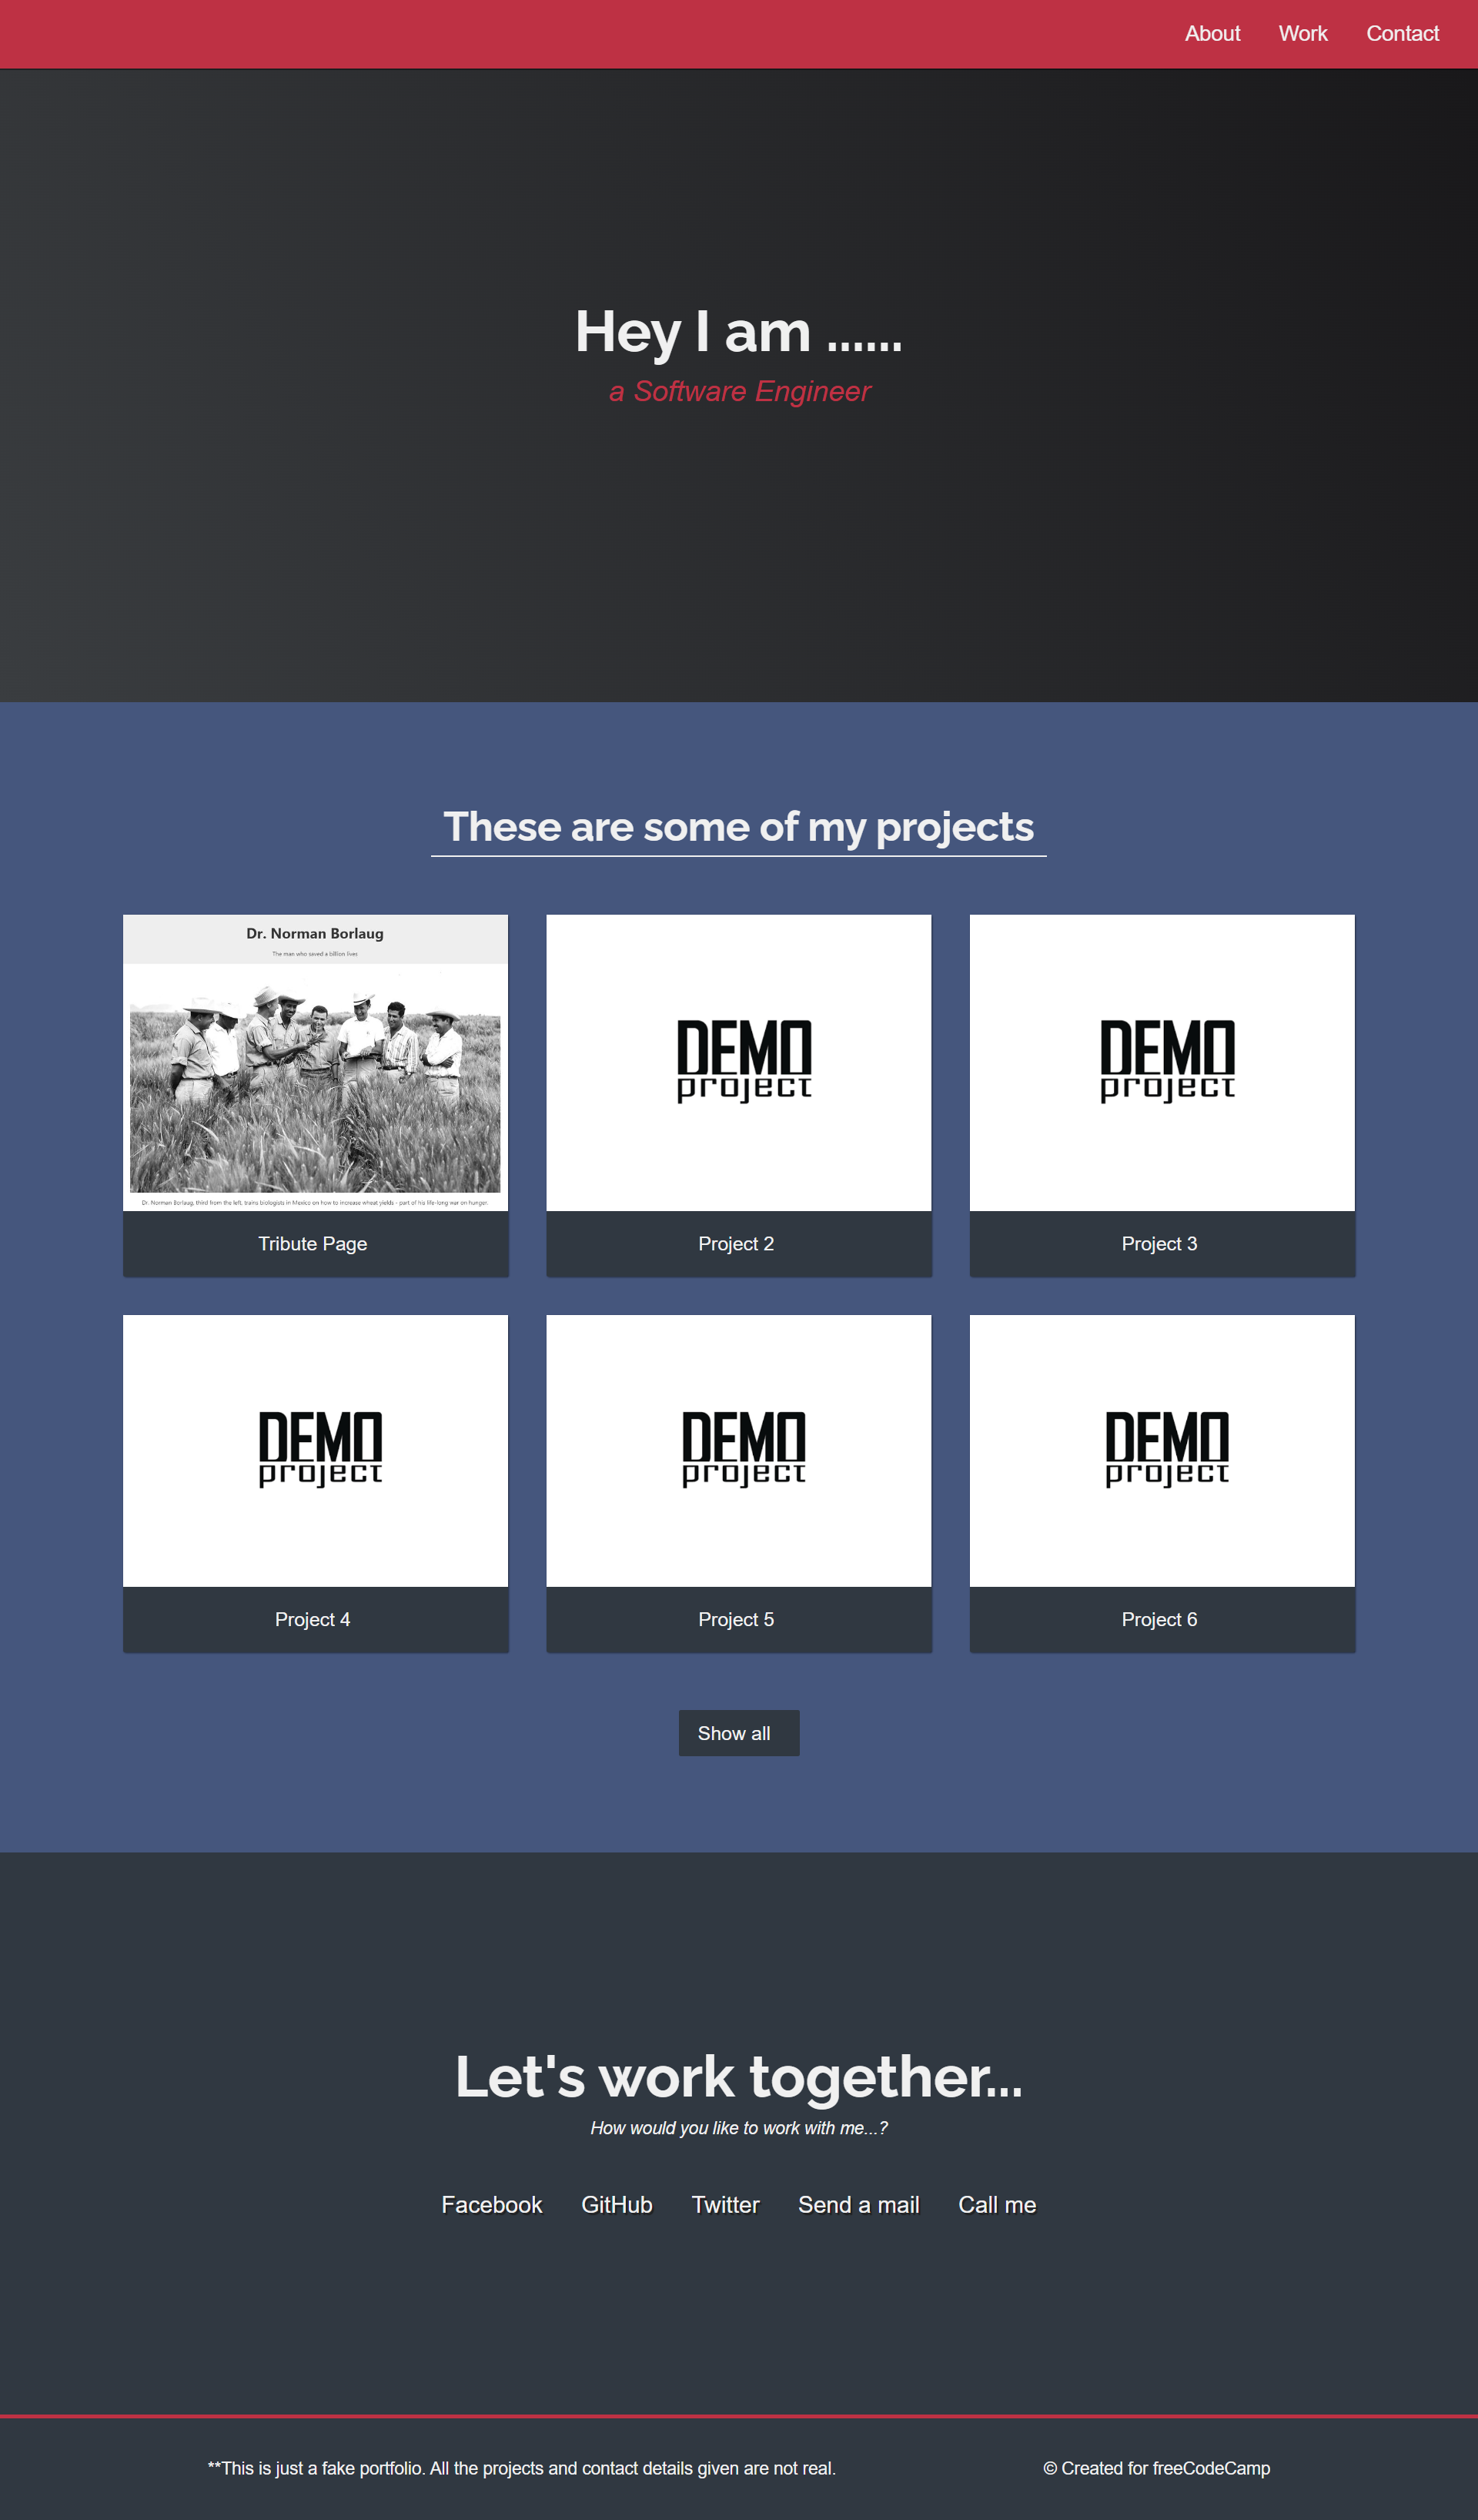 About Work Contact
Hey I am ......
a Software Engineer
These are some of my projects
Dr. Norman Borlaug
The man who saved a billion lives
Dr. Norman Borlaug, third from the left, trains biologists in Mexico on how to increase wheat yields - part of his life-long war on hunger.
Tribute Page
DEMO
project
Project 2
DEMO
project
Project 3
DEMO
project
Project 4
DEMO
project
Project 5
DEMO
project
Project 6
Show all
Let's work together...
How would you like to work with me...?
Facebook GitHub Twitter Send a mail Call me
**This is just a fake portfolio. All the projects and contact details given are not real.
© Created for freeCodeCamp